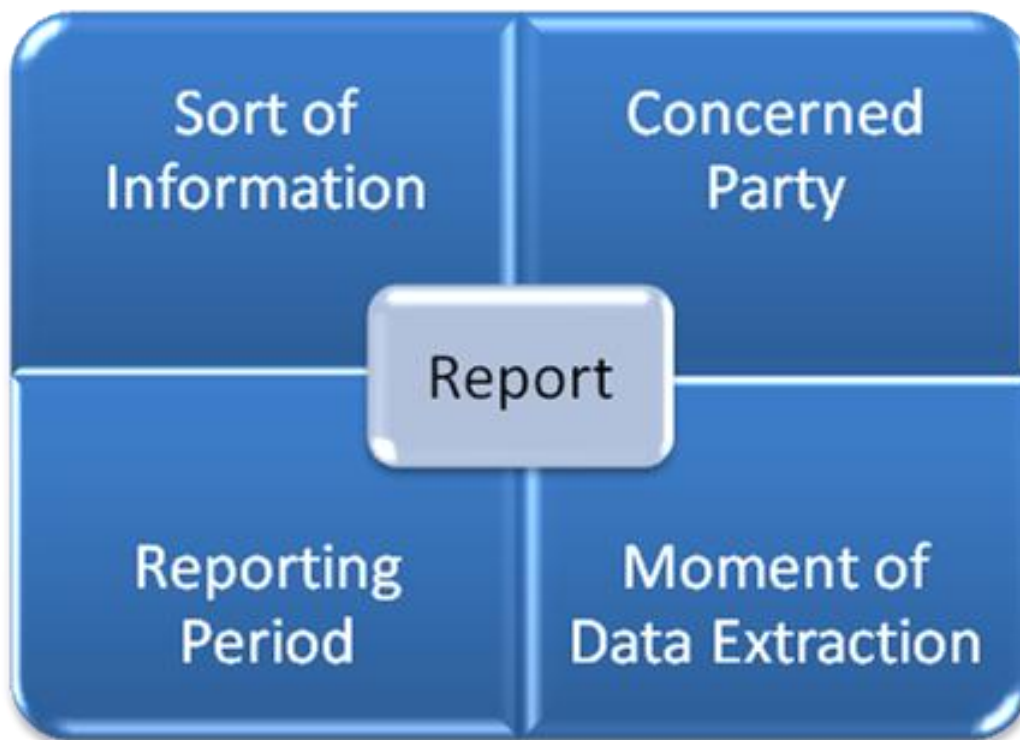 Sort of
Information
Concerned
Party
Report
Reporting
Period
Moment of
Data Extraction